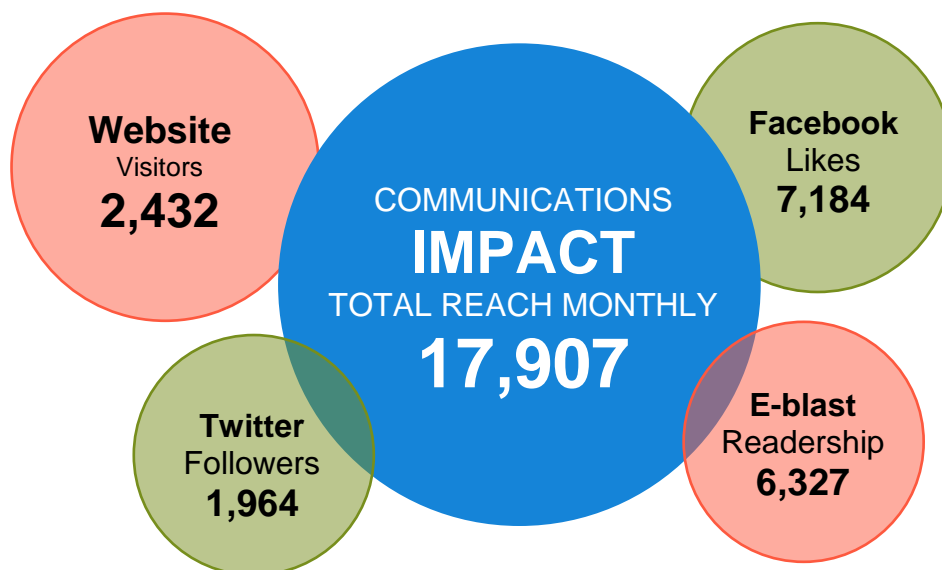 Website
Visitors
2,432
Facebook
Likes
7,184
COMMUNICATIONS
IMPACT
TOTAL REACH MONTHLY
17,907
Twitter
Followers
1,964
E-blast
Readership
6,327